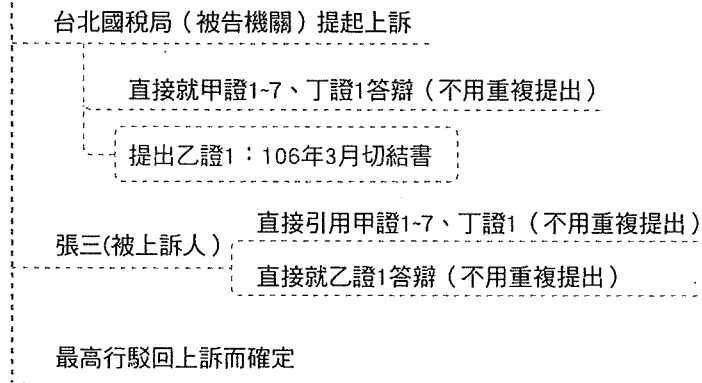 台北國稅局（被告機關）提起上訴
直接就甲證1~7、丁證1答辯（不用重複提出）
提出乙證1：106年3月切結書
直接引用甲證1~7、丁證1（不用重複提出）
張三(被上訴人）
直接就乙證1答辯（不用重複提出）
最高行駁回上訴而確定